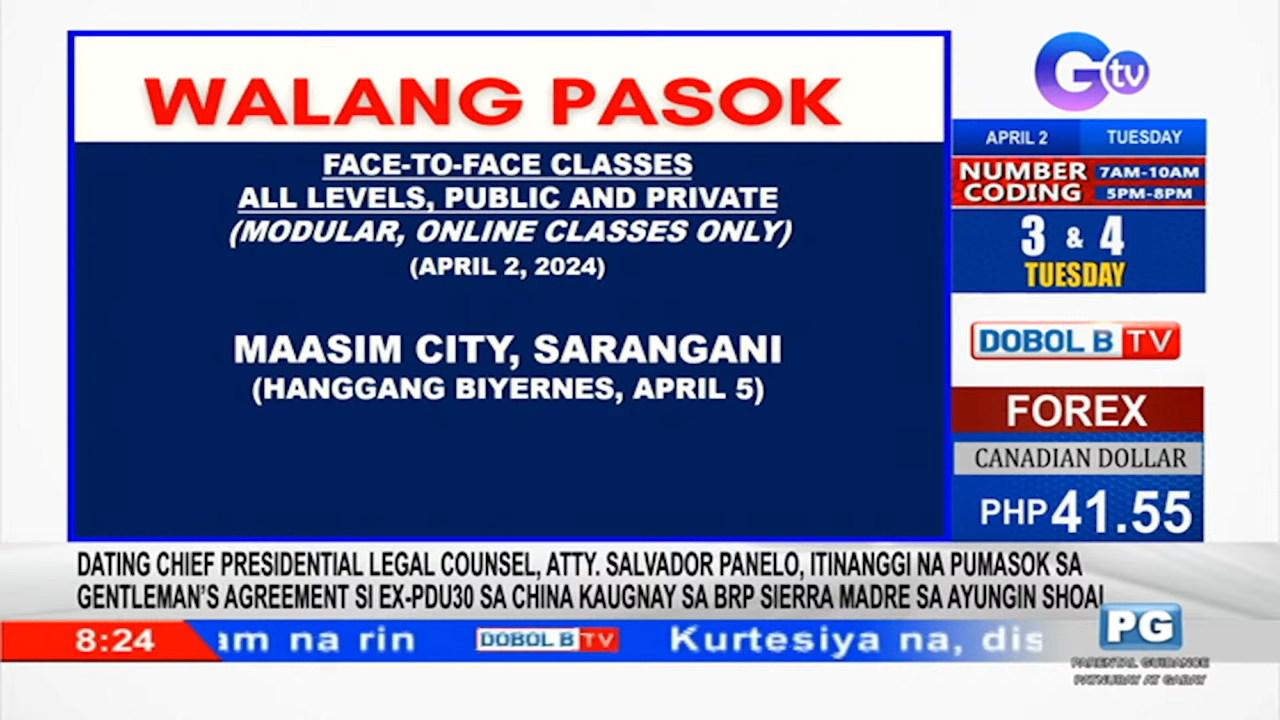 WALANG PASOK
FACE-TO-FACE CLASSES
ALL LEVELS, PUBLIC AND PRIVATE
(MODULAR, ONLINE CLASSES ONLY)
(APRIL 2, 2024)
MAASIM CITY, SARANGANI
(HANGGANG BIYERNES, APRIL 5)
Gtv
APRIL 2 TUESDAY
NUMBER CODING
7AM-10AM
5PM-8PM
3 & 4
TUESDAY
DOBOL B TV
FOREX
CANADIAN DOLLAR
PHP 41.55
DATING CHIEF PRESIDENTIAL LEGAL COUNSEL, ATTY. SALVADOR PANELO, ITINANGGI NA PUMASOK SA
GENTLEMAN'S AGREEMENT SI EX-PDU30 SA CHINA KAUGNAY SA BRP SIERRA MADRE SA AYUNGIN SHOAL
8:24 am na rin DOBOL B TV Kurtesiya na, dis
PG
PARENTAL GUIDANCE
PATNUBAY AT GABAY